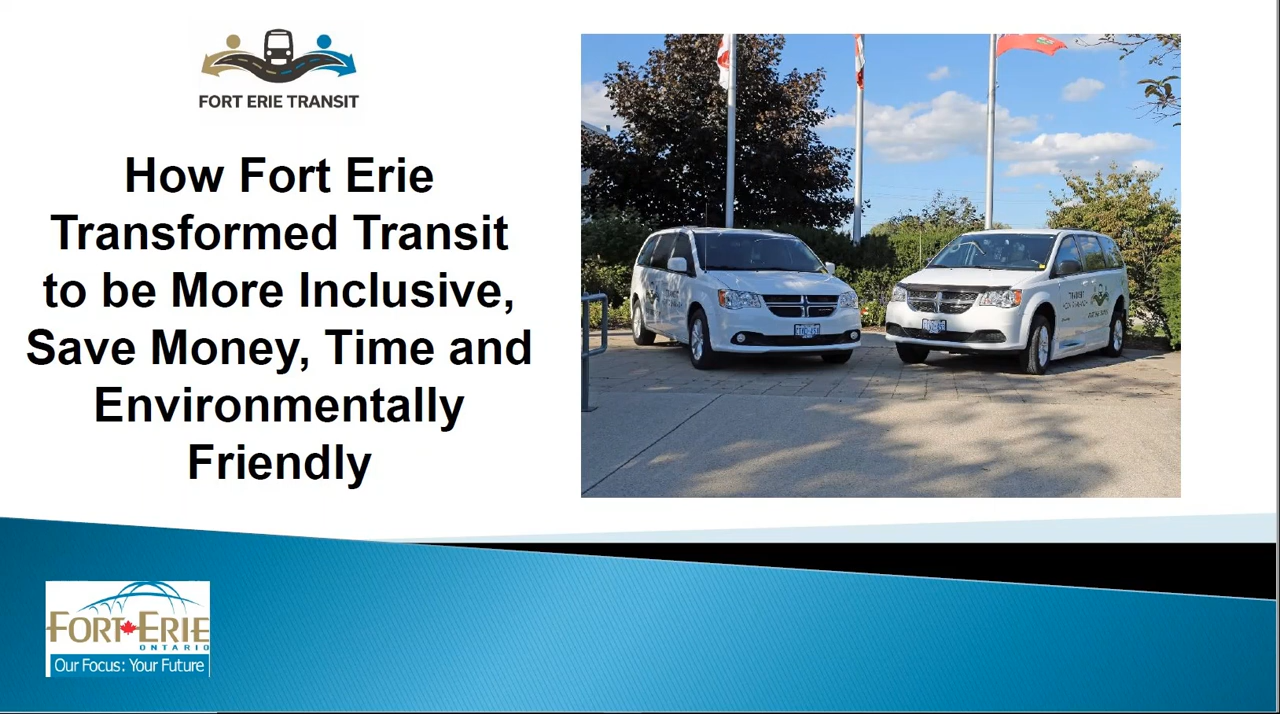 FORT ERIE TRANSIT
How Fort Erie
Transformed Transit
to be More Inclusive,
Save Money, Time and
Environmentally
Friendly
FORT ERIE
ONTARIO
Our Focus: Your Future